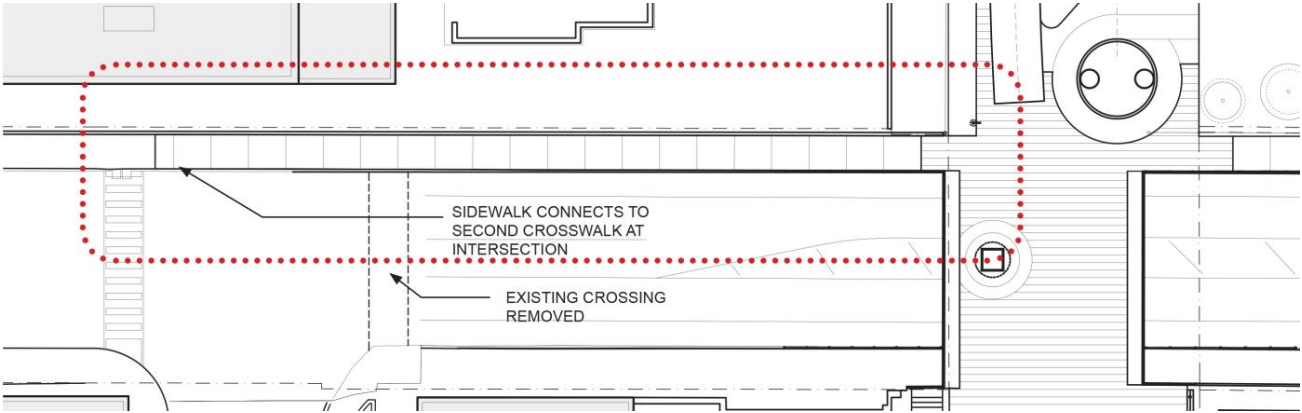 SIDEWALK CONNECTS TO
SECOND CROSSWALK AT
INTERSECTION
EXISTING CROSSING
REMOVED